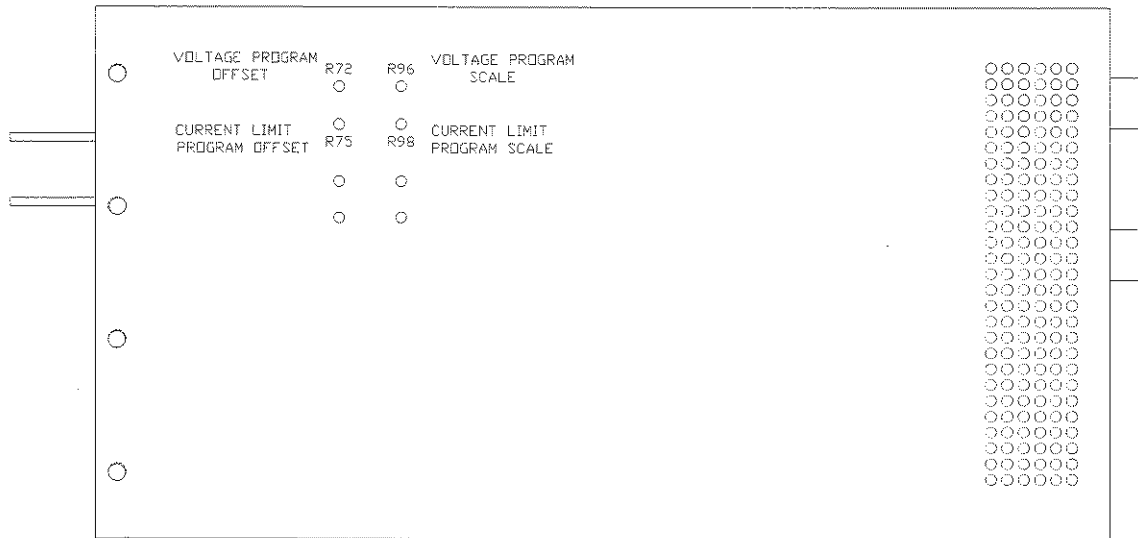 VOLTAGE PROGRAM
OFFSET
R72
R96
VOLTAGE PROGRAM
SCALE
CURRENT LIMIT
PROGRAM OFFSET
R75
R98
CURRENT LIMIT
PROGRAM SCALE